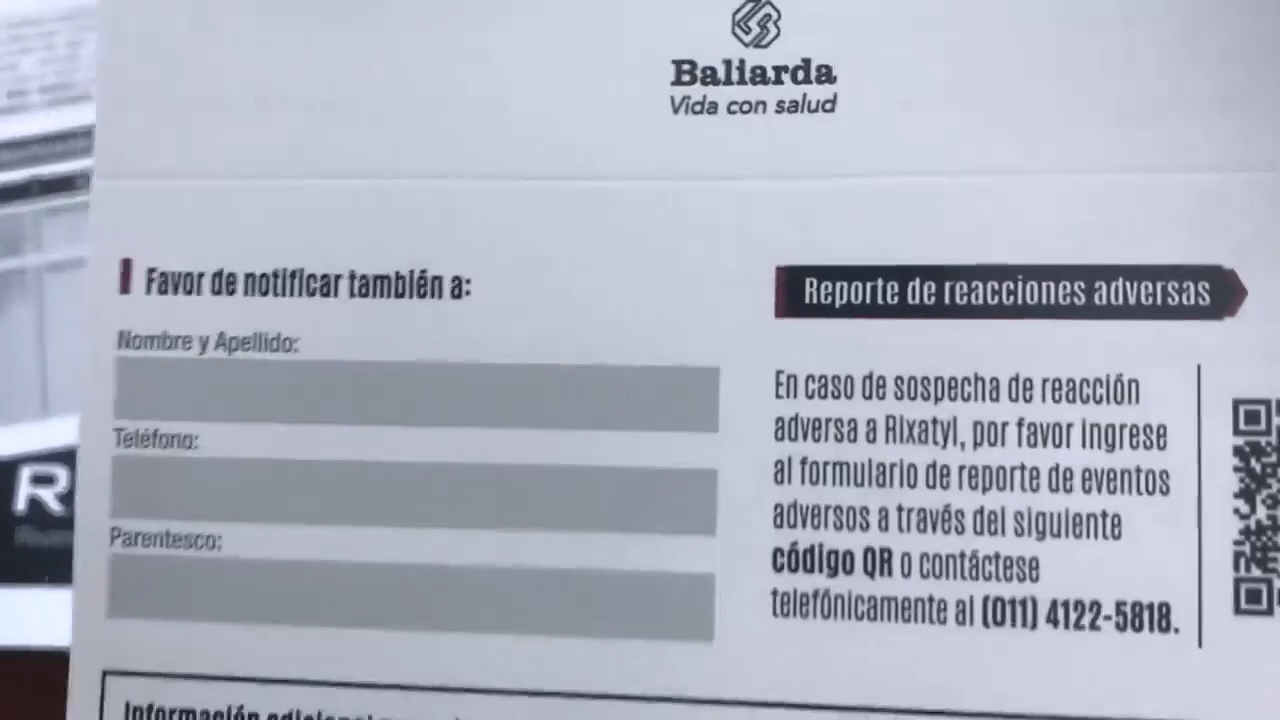 Baliarda
Vida con salud
Favor de notificar también a:
Nombre y Apellido:
Teléfono:
Parentesco:
Reporte de reacciones adversas
En caso de sospecha de reacción
adversa a Rixatyl, por favor ingrese
al formulario de reporte de eventos
adversos a través del siguiente
código QR o contáctese
telefónicamente al (011) 4122-5818.
R
Información adicional